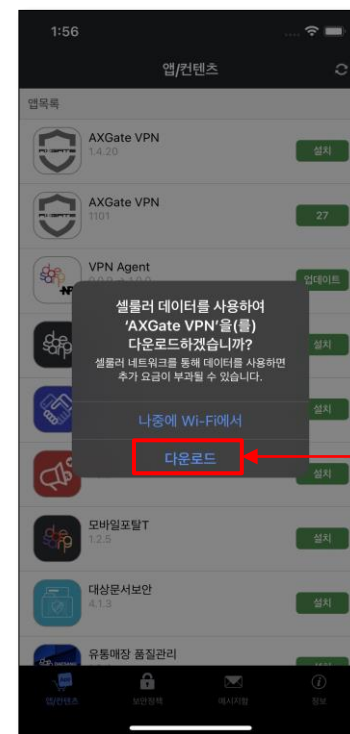 1:56
앱/컨텐츠
앱목록
AXGate VPN
1.4.20
설치
AXGate VPN
1101
27
VPN Agent
업데이트
셀룰러 데이터를 사용하여
‘AXGate VPN’을(를)
다운로드하겠습니까?
셀룰러 네트워크를 통해 데이터를 사용하면
추가 요금이 부과될 수 있습니다.
설치
나중에 Wi-Fi에서
설치
다운로드
설치
모바일포탈T
1.2.5
설치
대상문서보안
4.1.3
설치
유통매장 품질관리
앱/컨텐츠
보안정책
메시지함
정보